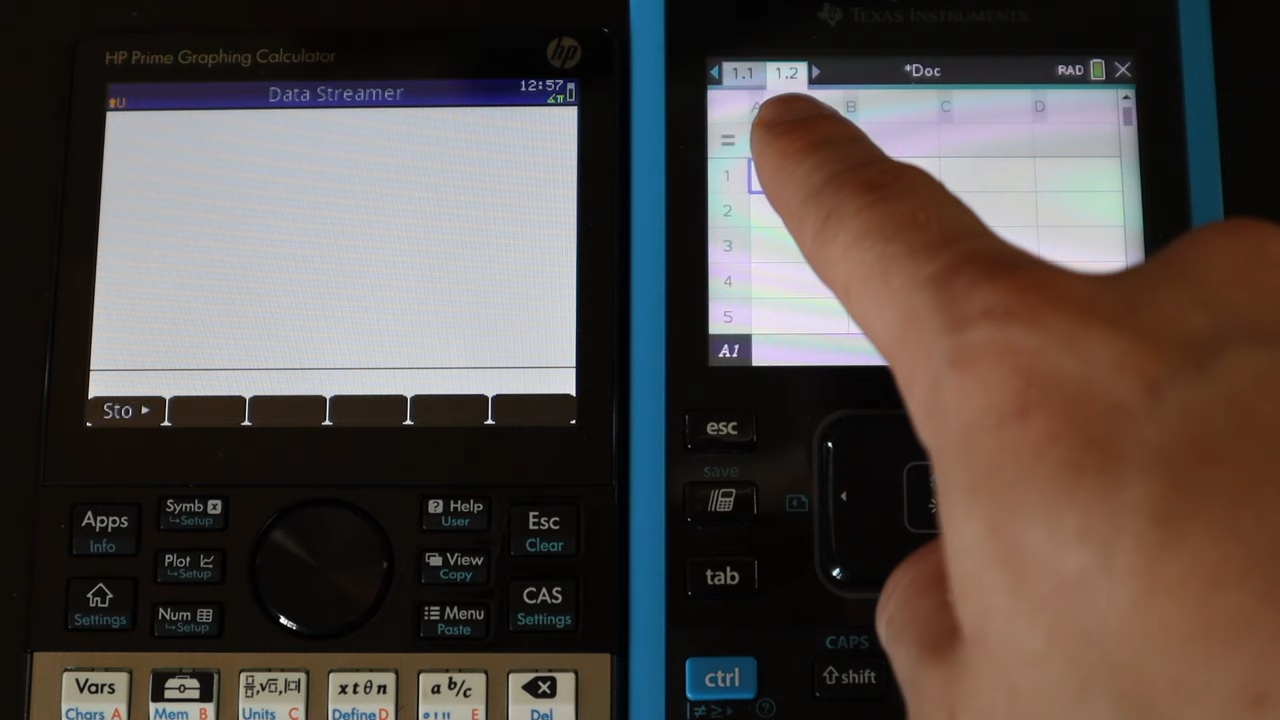 HP Prime Graphing Calculator
hp
Data Streamer
12:57
U
∡π
Sto ▸
Apps
Info
Symb
Setup
Plot
Setup
Num
Setup
Settings
Help
User
View
Copy
Menu
Paste
Esc
Clear
CAS
Settings
Vars
Chars A
Mem B
Units C
x t θ n
Define D
a b/c
E
Del
TEXAS INSTRUMENTS
1.1
1.2
*Doc
RAD
A
B
C
D
=
1
2
3
4
5
A1
esc
save
tab
CAPS
ctrl
shift
≠≥▸
?